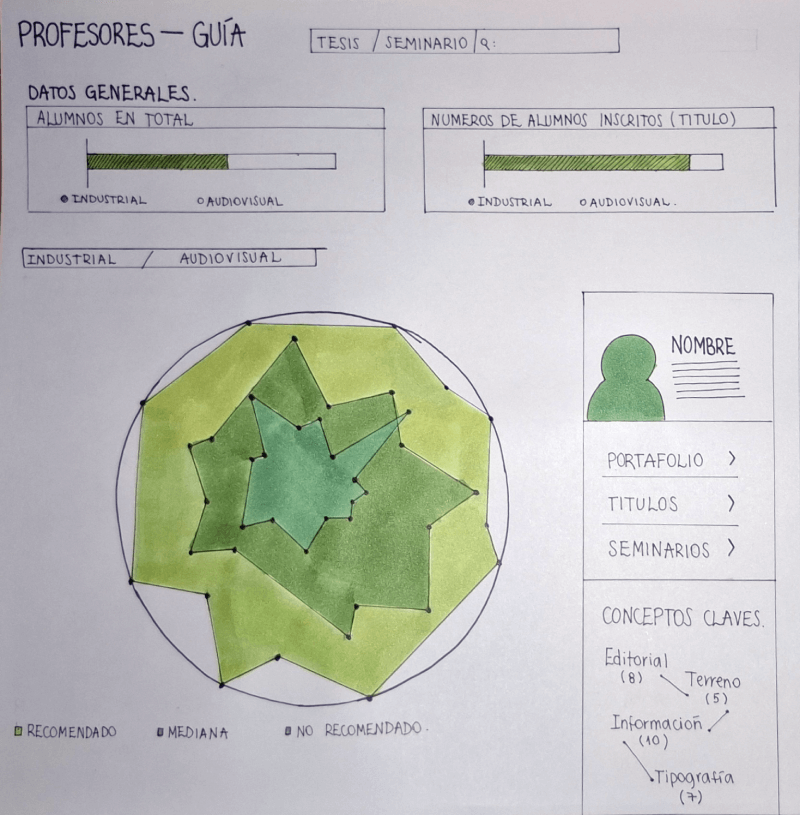 PROFESORES — GUÍA
TESIS / SEMINARIO Q:
DATOS GENERALES.
ALUMNOS EN TOTAL
INDUSTRIAL AUDIOVISUAL
NUMEROS DE ALUMNOS INSCRITOS (TITULO)
INDUSTRIAL AUDIOVISUAL.
INDUSTRIAL / AUDIOVISUAL
RECOMENDADO MEDIANA NO RECOMENDADO.
NOMBRE
PORTAFOLIO >
TITULOS >
SEMINARIOS >
CONCEPTOS CLAVES.
Editorial
(8)
Terreno
(5)
Información
(10)
Tipografía
(7)